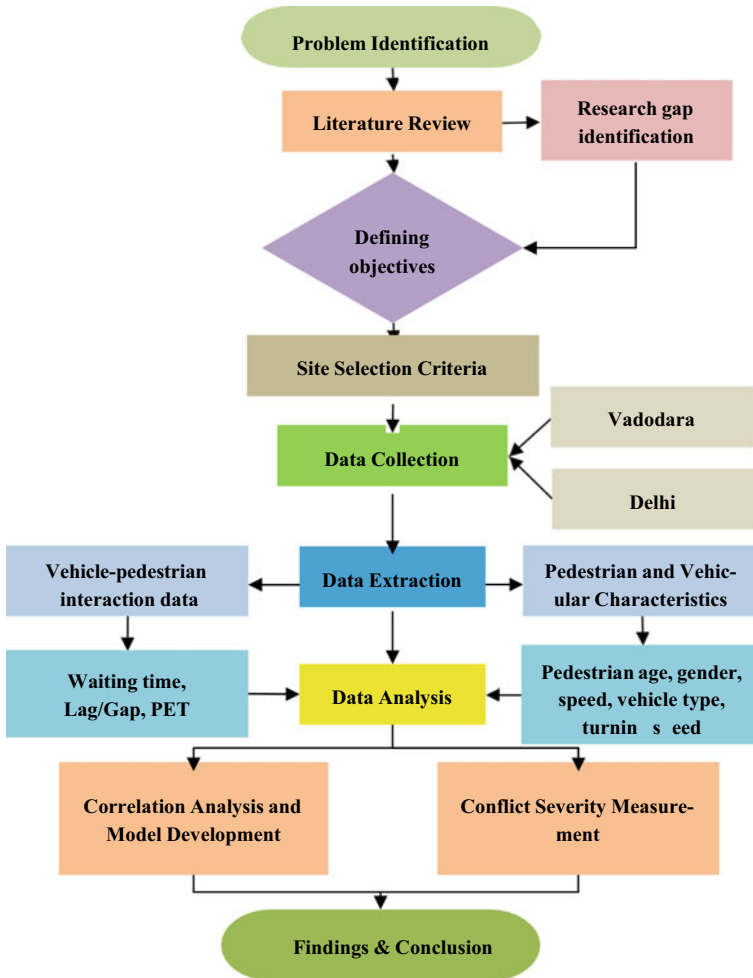 Problem Identification
Literature Review
Research gap
identification
Defining
objectives
Site Selection Criteria
Vadodara
Data Collection
Delhi
Vehicle-pedestrian
interaction data
Data Extraction
Pedestrian and Vehic-
ular Characteristics
Waiting time,
Lag/Gap, PET
Data Analysis
Pedestrian age, gender,
speed, vehicle type,
turnin s eed
Correlation Analysis and
Model Development
Conflict Severity Measure-
ment
Findings & Conclusion